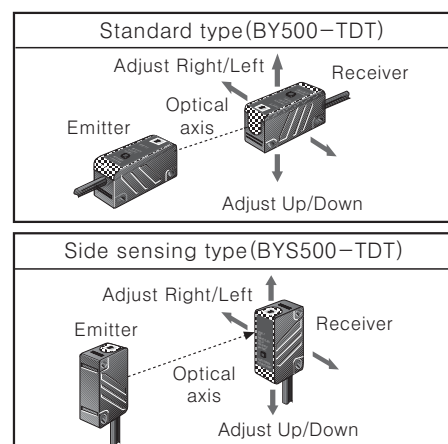 Standard type(BY500-TDT)
Adjust Right/Left
Receiver
Optical
axis
Emitter
Adjust Up/Down
Side sensing type(BYS500-TDT)
Adjust Right/Left
Emitter
Receiver
Optical
axis
Adjust Up/Down